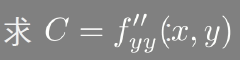 求 $C = f''_{yy}(:x, y)$